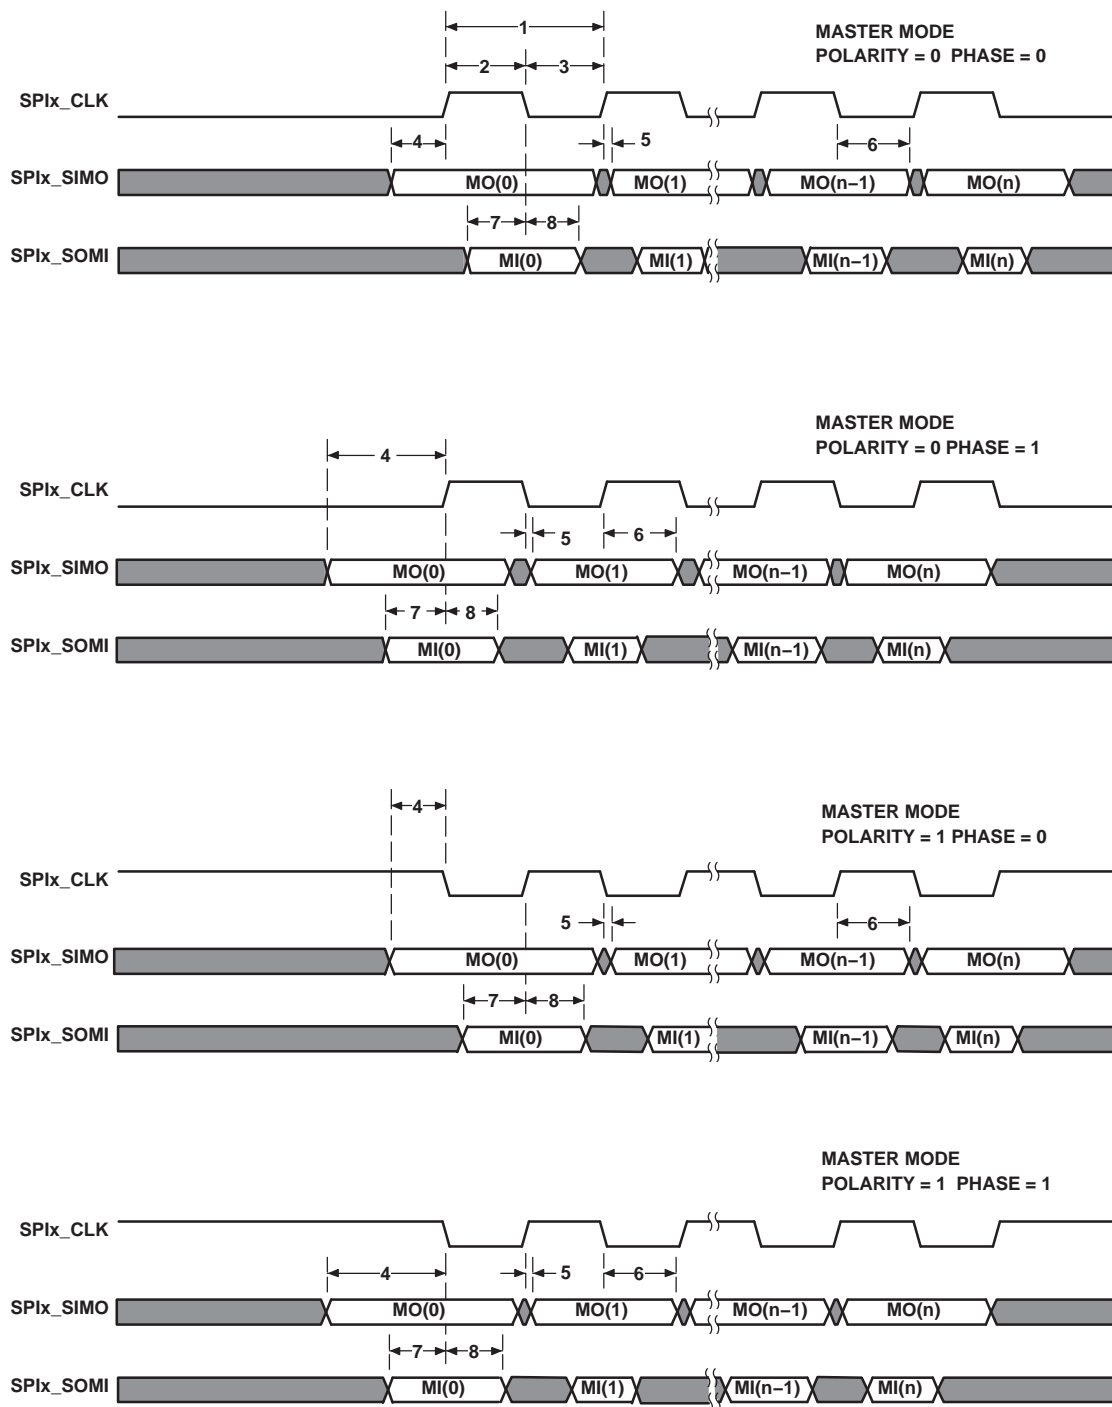 1
MASTER MODE
POLARITY = 0 PHASE = 0
2 3
SPIx_CLK
4 5 6
SPIx_SIMO MO(0) MO(1) MO(n−1) MO(n)
7 8
SPIx_SOMI MI(0) MI(1) MI(n−1) MI(n)
MASTER MODE
POLARITY = 0 PHASE = 1
4
SPIx_CLK
5 6
SPIx_SIMO MO(0) MO(1) MO(n−1) MO(n)
7 8
SPIx_SOMI MI(0) MI(1) MI(n−1) MI(n)
4
MASTER MODE
POLARITY = 1 PHASE = 0
SPIx_CLK
5 6
SPIx_SIMO MO(0) MO(1) MO(n−1) MO(n)
7 8
SPIx_SOMI MI(0) MI(1) MI(n−1) MI(n)
MASTER MODE
POLARITY = 1 PHASE = 1
SPIx_CLK
4 5 6
SPIx_SIMO MO(0) MO(1) MO(n−1) MO(n)
7 8
SPIx_SOMI MI(0) MI(1) MI(n−1) MI(n)